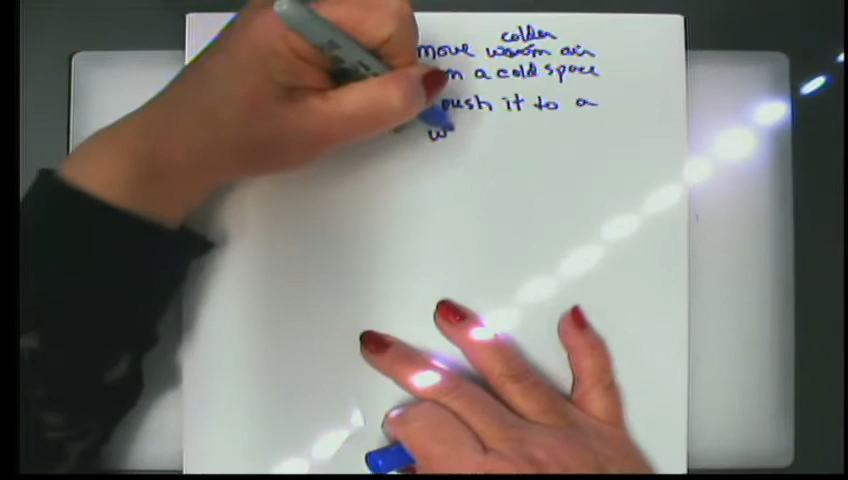 colder
move warm air
a cold space
push it to a
w